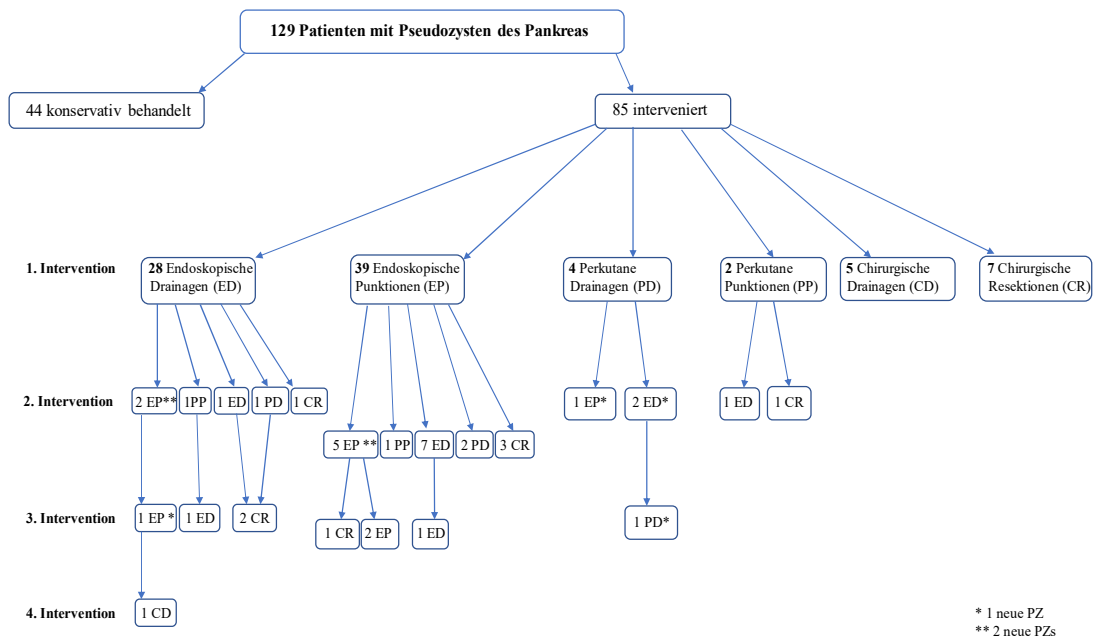 129 Patienten mit Pseudozysten des Pankreas
44 konservativ behandelt
85 interveniert
1. Intervention
28 Endoskopische
Drainagen (ED)
39 Endoskopische
Punktionen (EP)
4 Perkutane
Drainagen (PD)
2 Perkutane
Punktionen (PP)
5 Chirurgische
Drainagen (CD)
7 Chirurgische
Resektionen (CR)
2. Intervention
2 EP**
1PP
1 ED
1 PD
1 CR
5 EP **
1 PP
7 ED
2 PD
3 CR
1 EP*
2 ED*
1 ED
1 CR
3. Intervention
1 EP *
1 ED
2 CR
1 CR
2 EP
1 ED
1 PD*
4. Intervention
1 CD
* 1 neue PZ
** 2 neue PZs